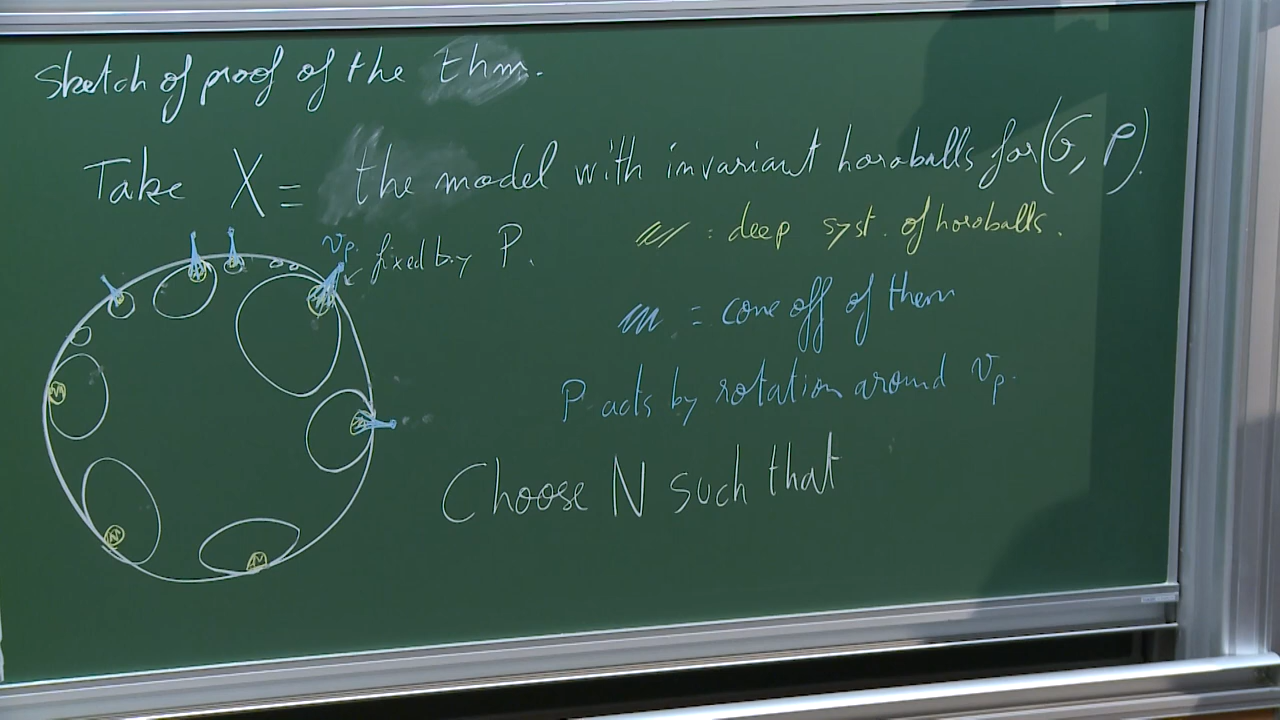 Sketch of proof of the thm.
Take X = the model with invariant horoballs for (G, P).
v_P. fixed by P.
: deep syst. of horoballs.
= cone off of them
P acts by rotation around v_P.
Choose N such that